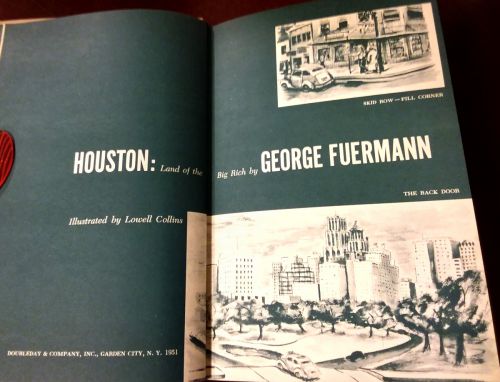 SKID ROW—PILL CORNER
HOUSTON: Land of the Big Rich by GEORGE FUERMANN
THE BACK DOOR
Illustrated by Lowell Collins
DOUBLEDAY & COMPANY, INC., GARDEN CITY, N. Y. 1951